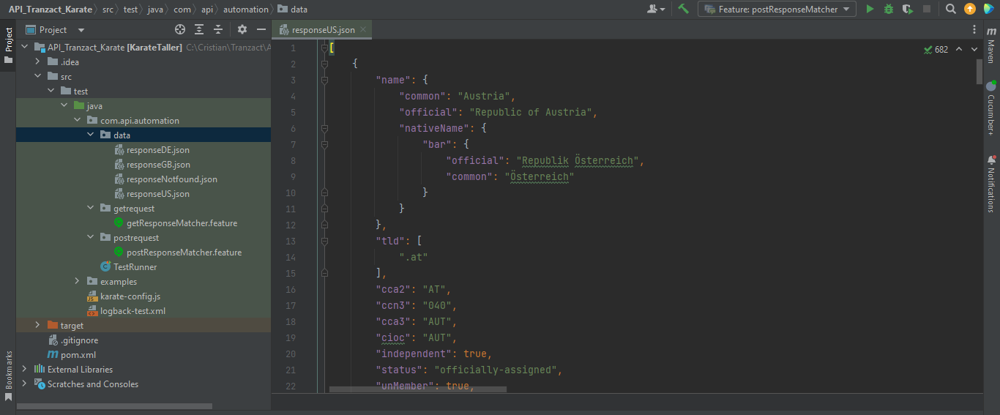 API_Tranzact_Karate src test java com api automation data
Feature: postResponseMatcher
Project
responseUS.json
API_Tranzact_Karate [KarateTaller] C:\Cristian\Tranzact\A
.idea
src
test
java
com.api.automation
data
responseDE.json
responseGB.json
responseNotfound.json
responseUS.json
getrequest
getResponseMatcher.feature
postrequest
postResponseMatcher.feature
TestRunner
examples
karate-config.js
logback-test.xml
target
.gitignore
pom.xml
External Libraries
Scratches and Consoles
Project
Bookmarks
682
1 [
2 {
3 "name": {
4 "common": "Austria",
5 "official": "Republic of Austria",
6 "nativeName": {
7 "bar": {
8 "official": "Republik Österreich",
9 "common": "Österreich"
10 }
11 }
12 },
13 "tld": [
14 ".at"
15 ],
16 "cca2": "AT",
17 "ccn3": "040",
18 "cca3": "AUT",
19 "cioc": "AUT",
20 "independent": true,
21 "status": "officially-assigned",
22 "unMember": true,
Maven
Cucumber+
Notifications